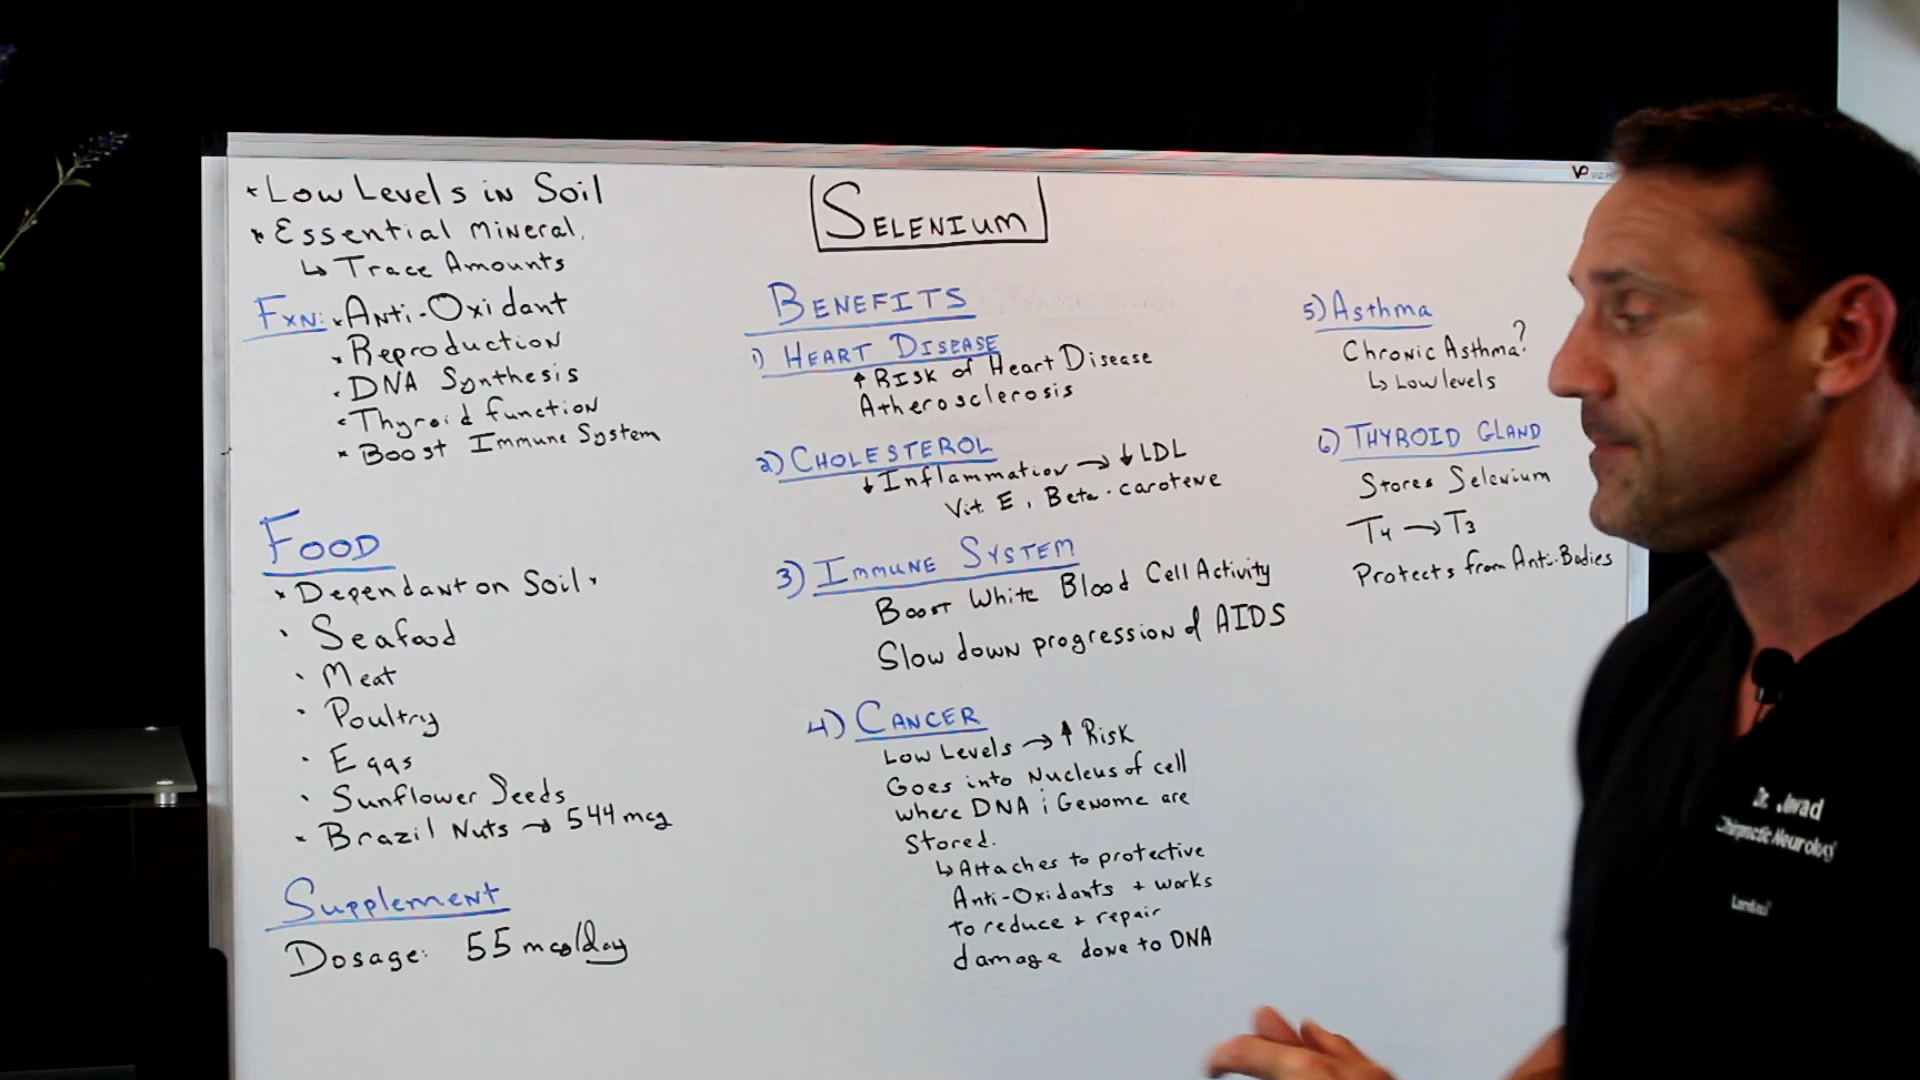 * Low Levels in Soil
* Essential Mineral.
↳ Trace Amounts
Fxn: * Anti-Oxidant
* Reproduction
* DNA Synthesis
* Thyroid function
* Boost Immune System
Food
* Dependant on Soil *
• Seafood
• Meat
• Poultry
• Eggs
• Sunflower Seeds
* Brazil Nuts → 544 mcg
Supplement
Dosage: 55 mcg/day
Selenium
Benefits
1) Heart Disease
↑ Risk of Heart Disease
Atherosclerosis
2) Cholesterol
↓ Inflammation → ↓ LDL
Vit. E, Beta-carotene
3) Immune System
Boost White Blood Cell Activity
Slow down progression of AIDS
4) Cancer
Low Levels → ↑ Risk
Goes into Nucleus of cell
where DNA i Genome are
Stored.
↳ Attaches to protective
Anti-Oxidants + works
to reduce + repair
damage done to DNA
5) Asthma
Chronic Asthma?
↳ Low levels
6) Thyroid Gland
Stores Selenium
T4 → T3
Protects from Anti-Bodies
VP
Dr. Jwad
Chiropractic Neurology